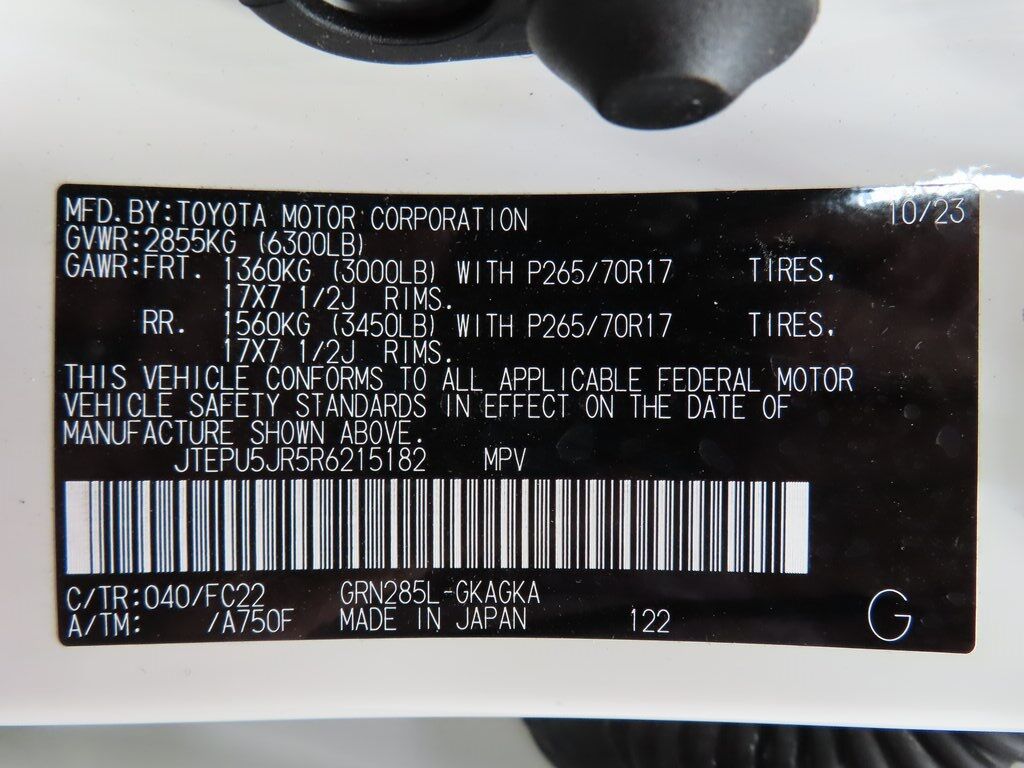 MFD.BY:TOYOTA MOTOR CORPORATION 10/23
GVWR:2855KG (6300LB)
GAWR:FRT. 1360KG (3000LB) WITH P265/70R17 TIRES,
17X7 1/2J RIMS.
RR. 1560KG (3450LB) WITH P265/70R17 TIRES,
17X7 1/2J RIMS.
THIS VEHICLE CONFORMS TO ALL APPLICABLE FEDERAL MOTOR
VEHICLE SAFETY STANDARDS IN EFFECT ON THE DATE OF
MANUFACTURE SHOWN ABOVE.
JTEPU5JR5R6215182 MPV
C/TR:040/FC22 GRN285L-GKAGKA
A/TM: /A750F MADE IN JAPAN 122 G